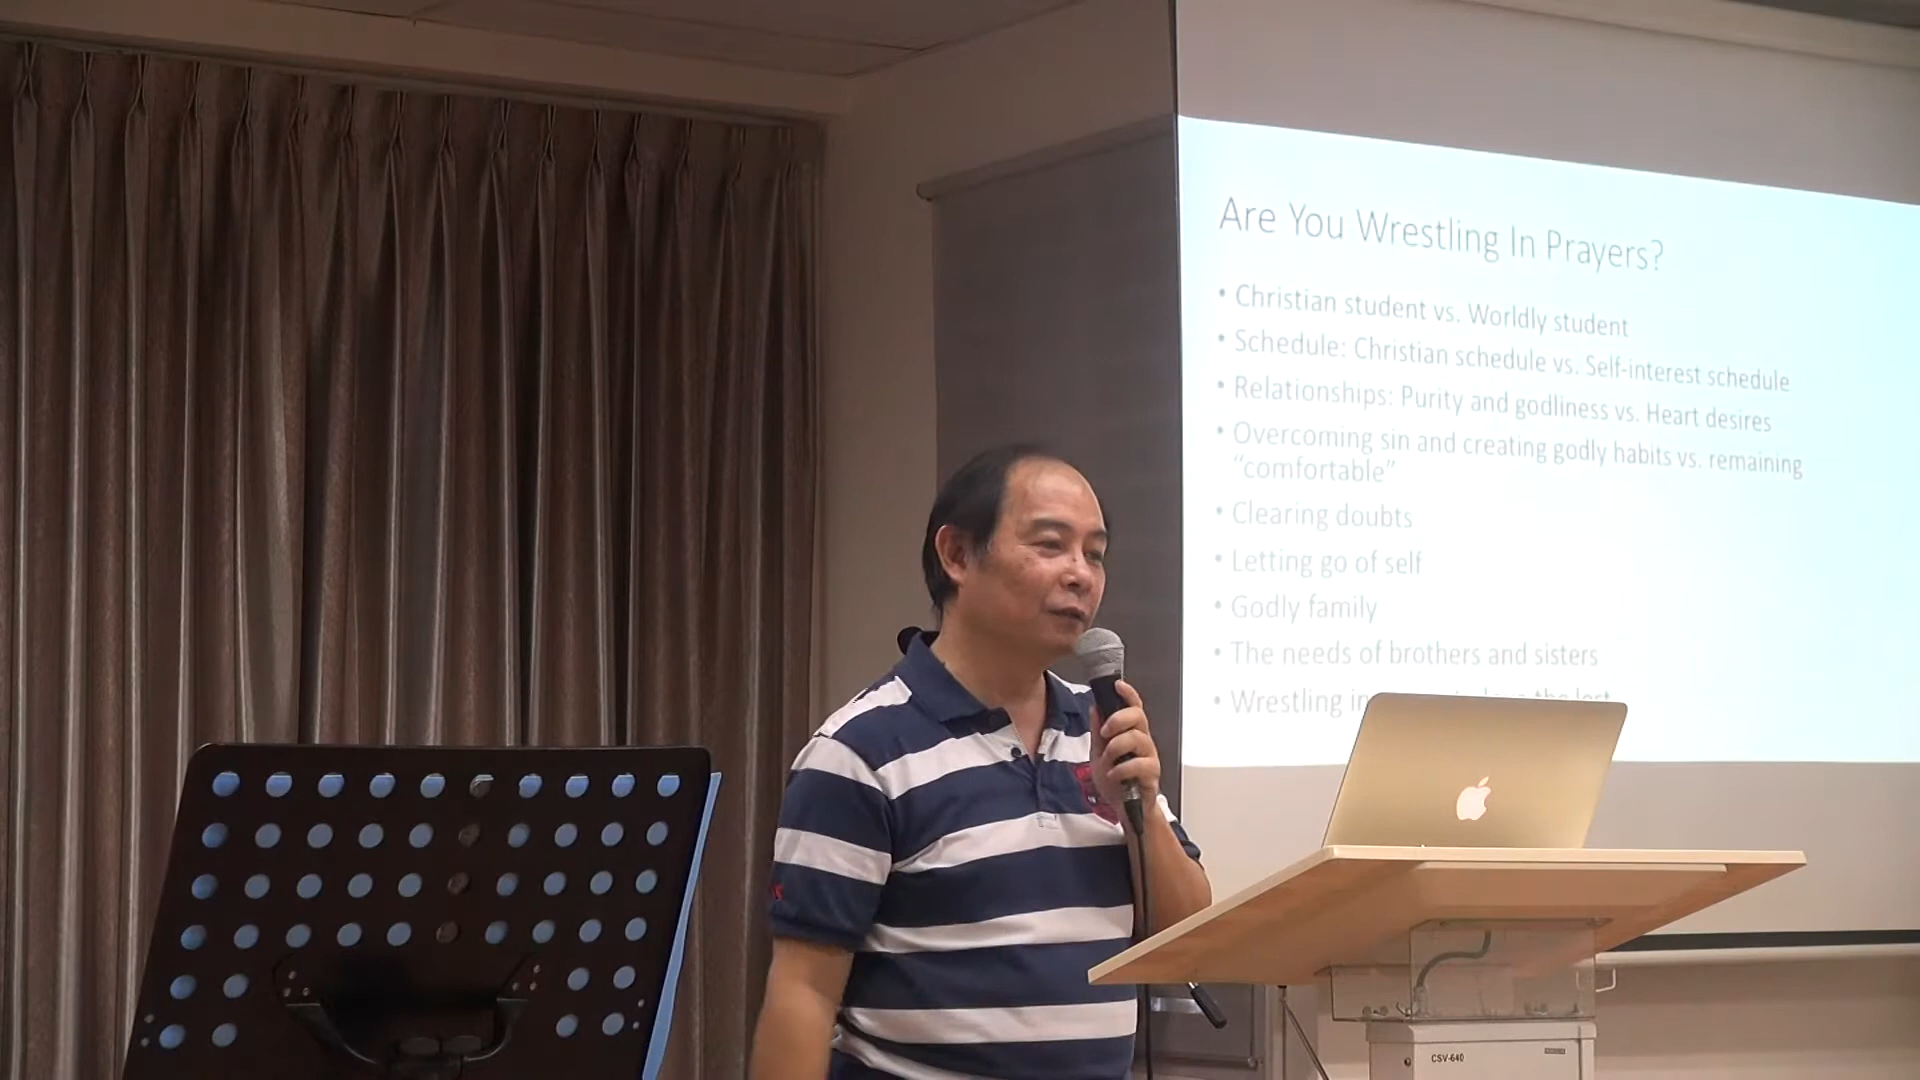 Are You Wrestling In Prayers?
• Christian student vs. Worldly student
• Schedule: Christian schedule vs. Self-interest schedule
• Relationships: Purity and godliness vs. Heart desires
• Overcoming sin and creating godly habits vs. remaining
“comfortable”
• Clearing doubts
• Letting go of self
• Godly family
• The needs of brothers and sisters
• Wrestling in the lost
CSV-640